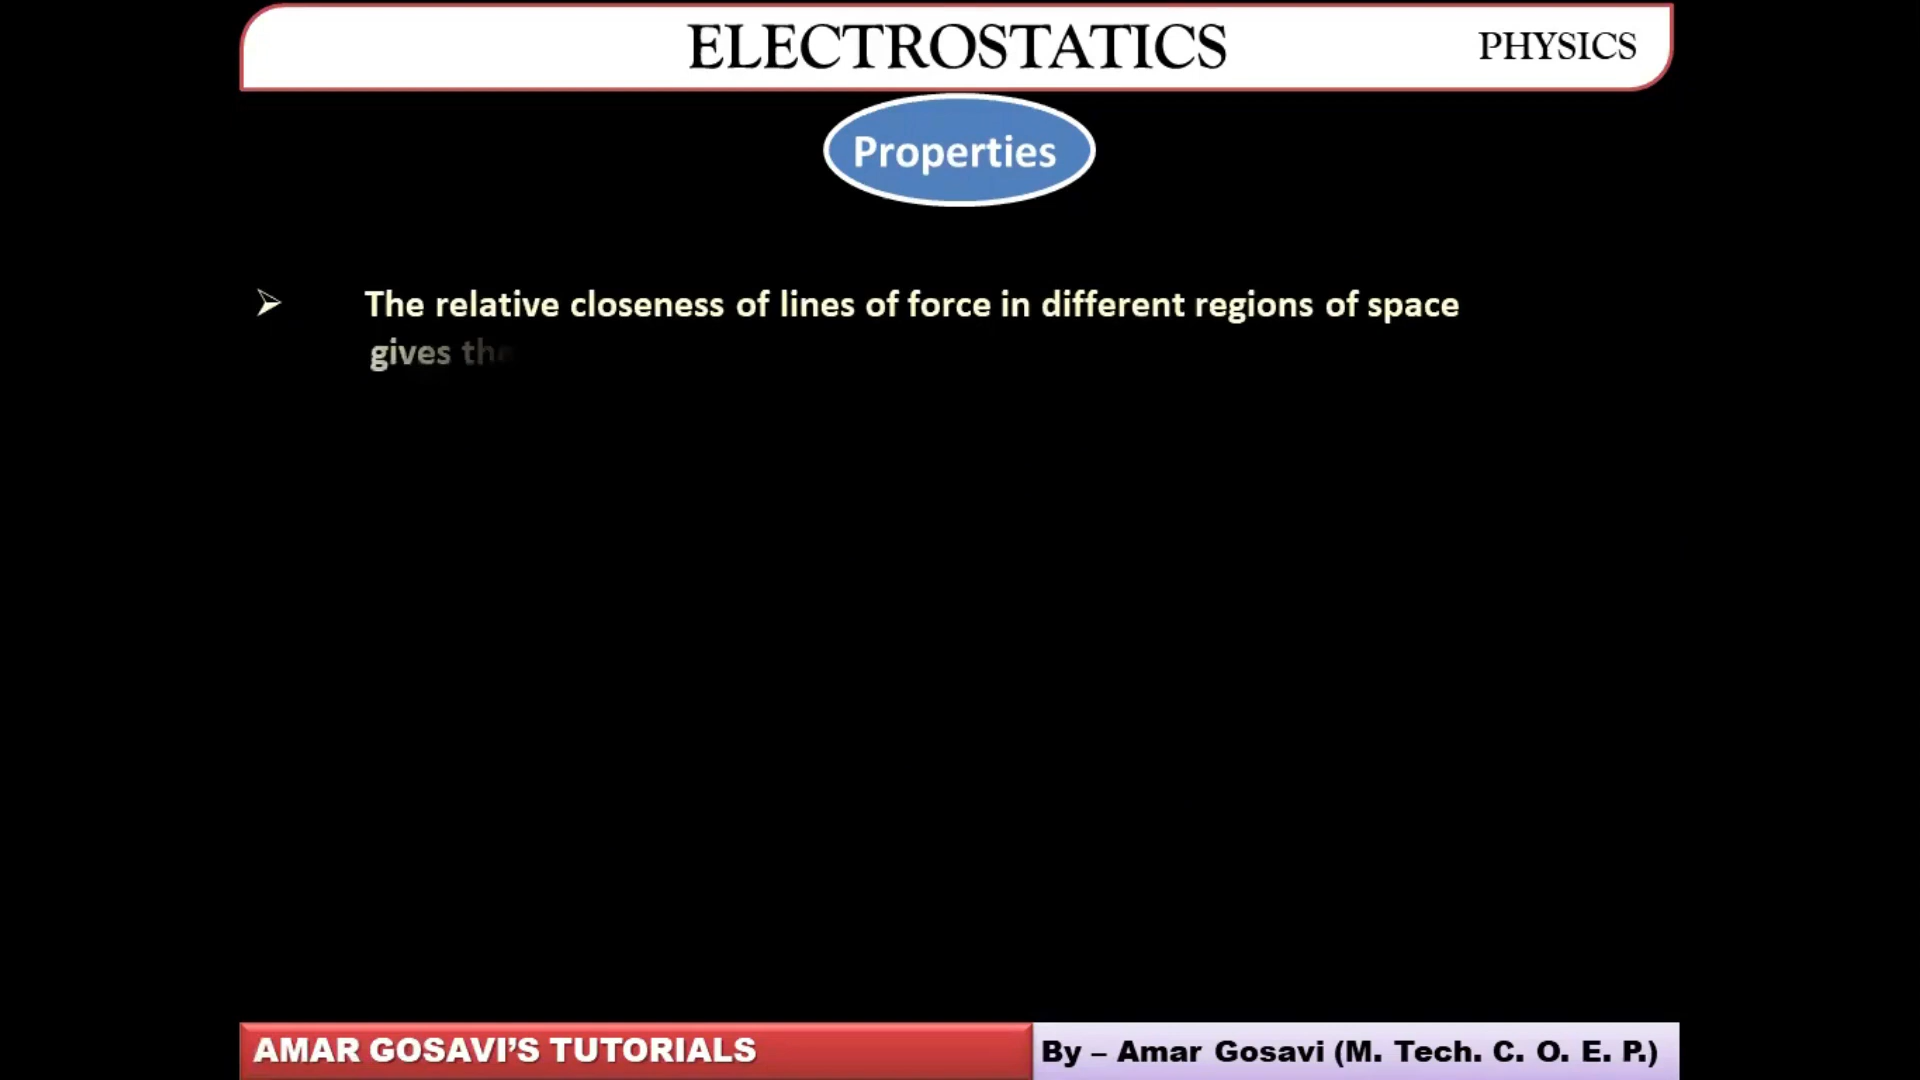 ELECTROSTATICS
PHYSICS
Properties
➢ The relative closeness of lines of force in different regions of space
gives the
AMAR GOSAVI’S TUTORIALS
By – Amar Gosavi (M. Tech. C. O. E. P.)